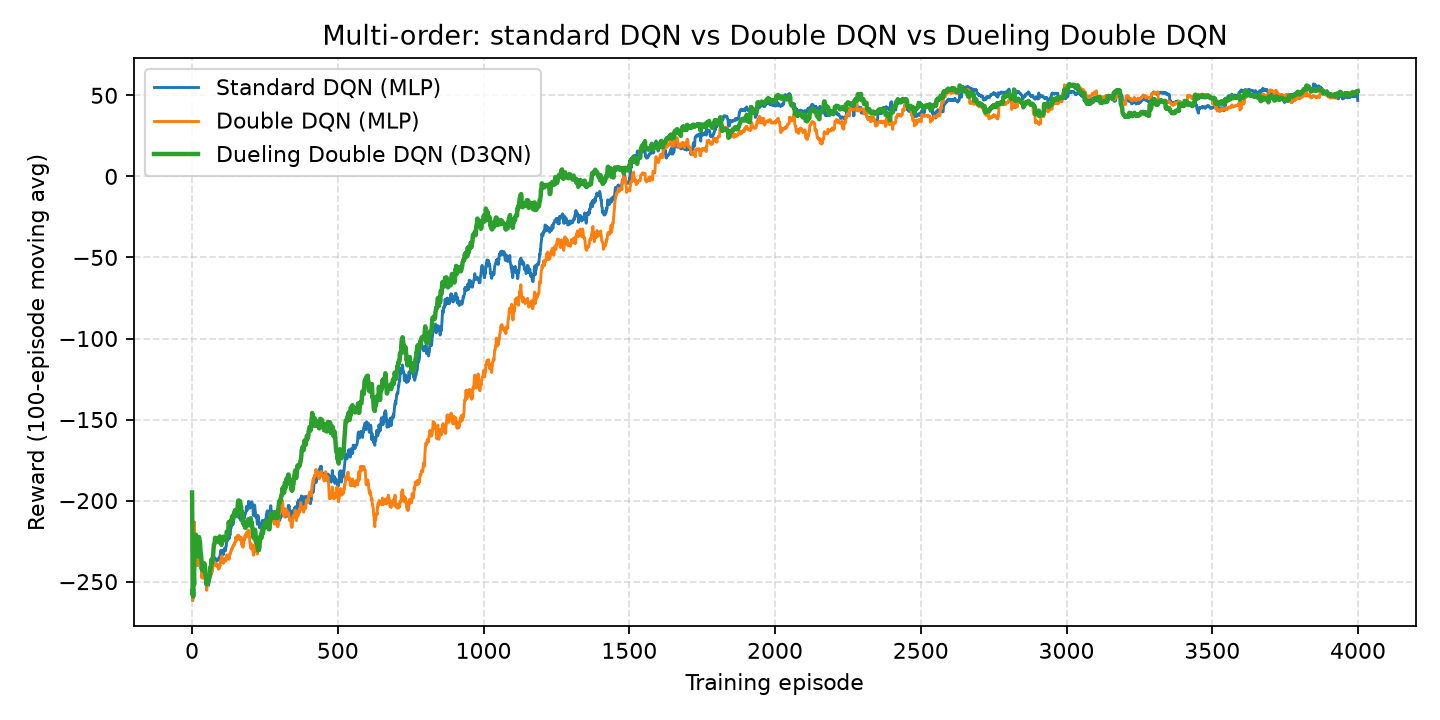 Multi-order: standard DQN vs Double DQN vs Dueling Double DQN
Standard DQN (MLP)
Double DQN (MLP)
Dueling Double DQN (D3QN)
Reward (100-episode moving avg)
50
0
−50
−100
−150
−200
−250
0 500 1000 1500 2000 2500 3000 3500 4000
Training episode